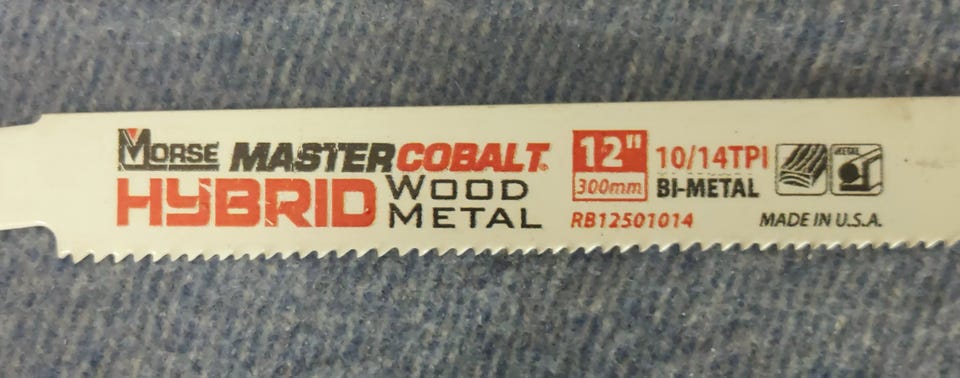 MORSE MASTERCOBALT®
HYBRID WOOD
METAL
12"
300mm
10/14TPI
BI-METAL
RB12501014
METAL
MADE IN U.S.A.